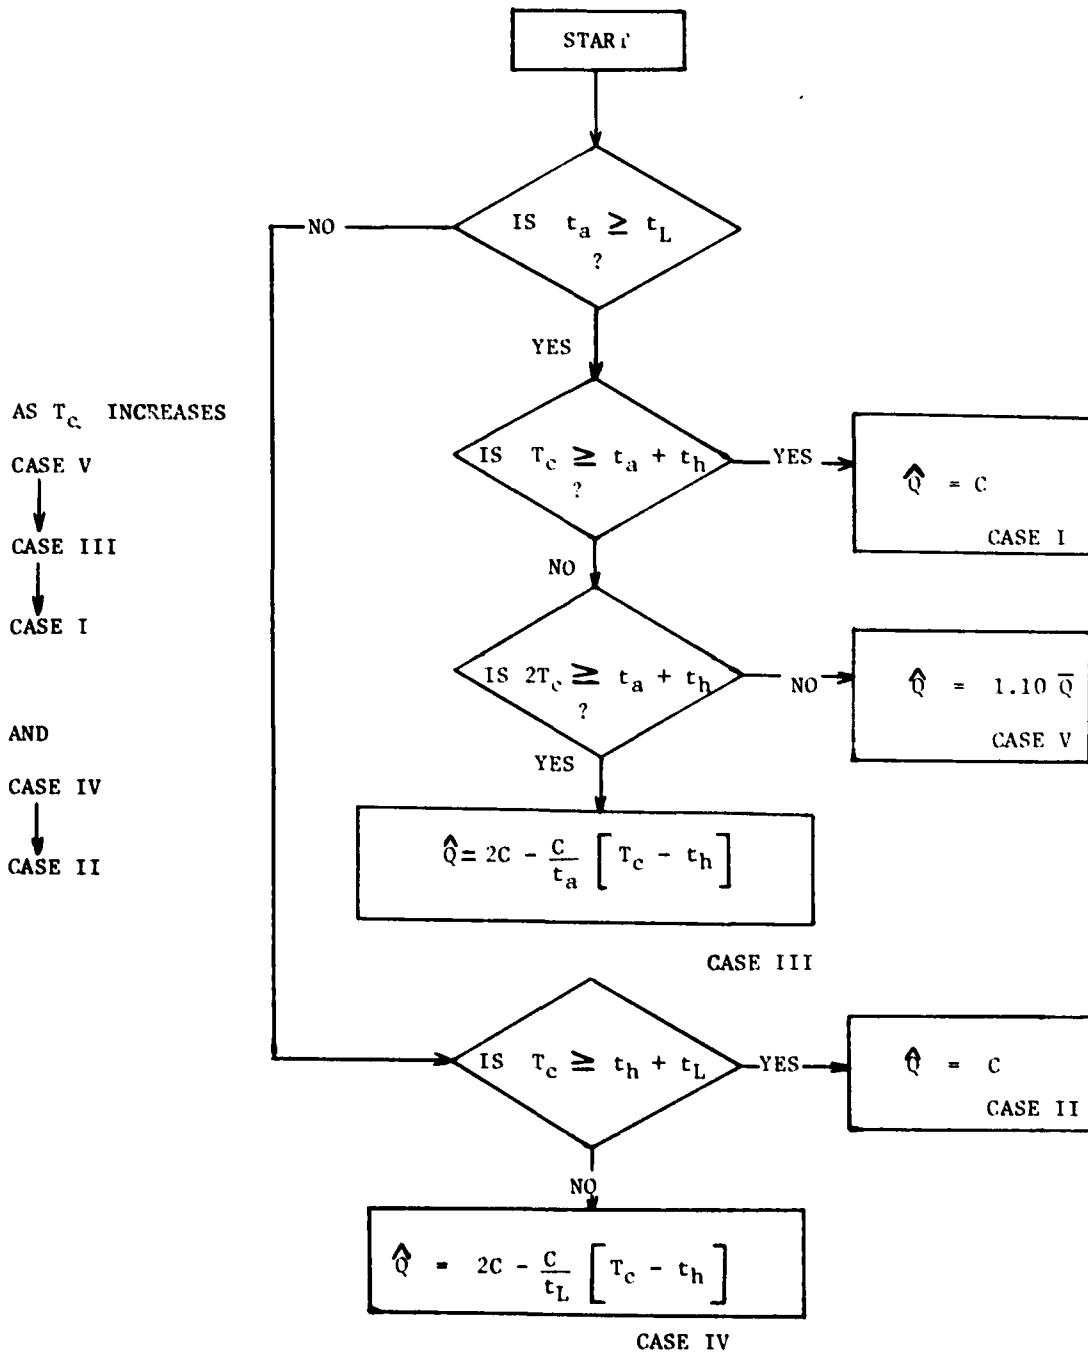 START
IS t_a ≥ t_L
?
NO
YES
AS T_c INCREASES
CASE V
CASE III
CASE I
AND
CASE IV
CASE II
IS T_c ≥ t_a + t_h
?
YES
Q̂ = C
CASE I
NO
IS 2T_c ≥ t_a + t_h
?
NO
Q̂ = 1.10 Q̅
CASE V
YES
Q̂ = 2C - C/t_a [T_c - t_h]
CASE III
IS T_c ≥ t_h + t_L
YES
Q̂ = C
CASE II
NO
Q̂ = 2C - C/t_L [T_c - t_h]
CASE IV